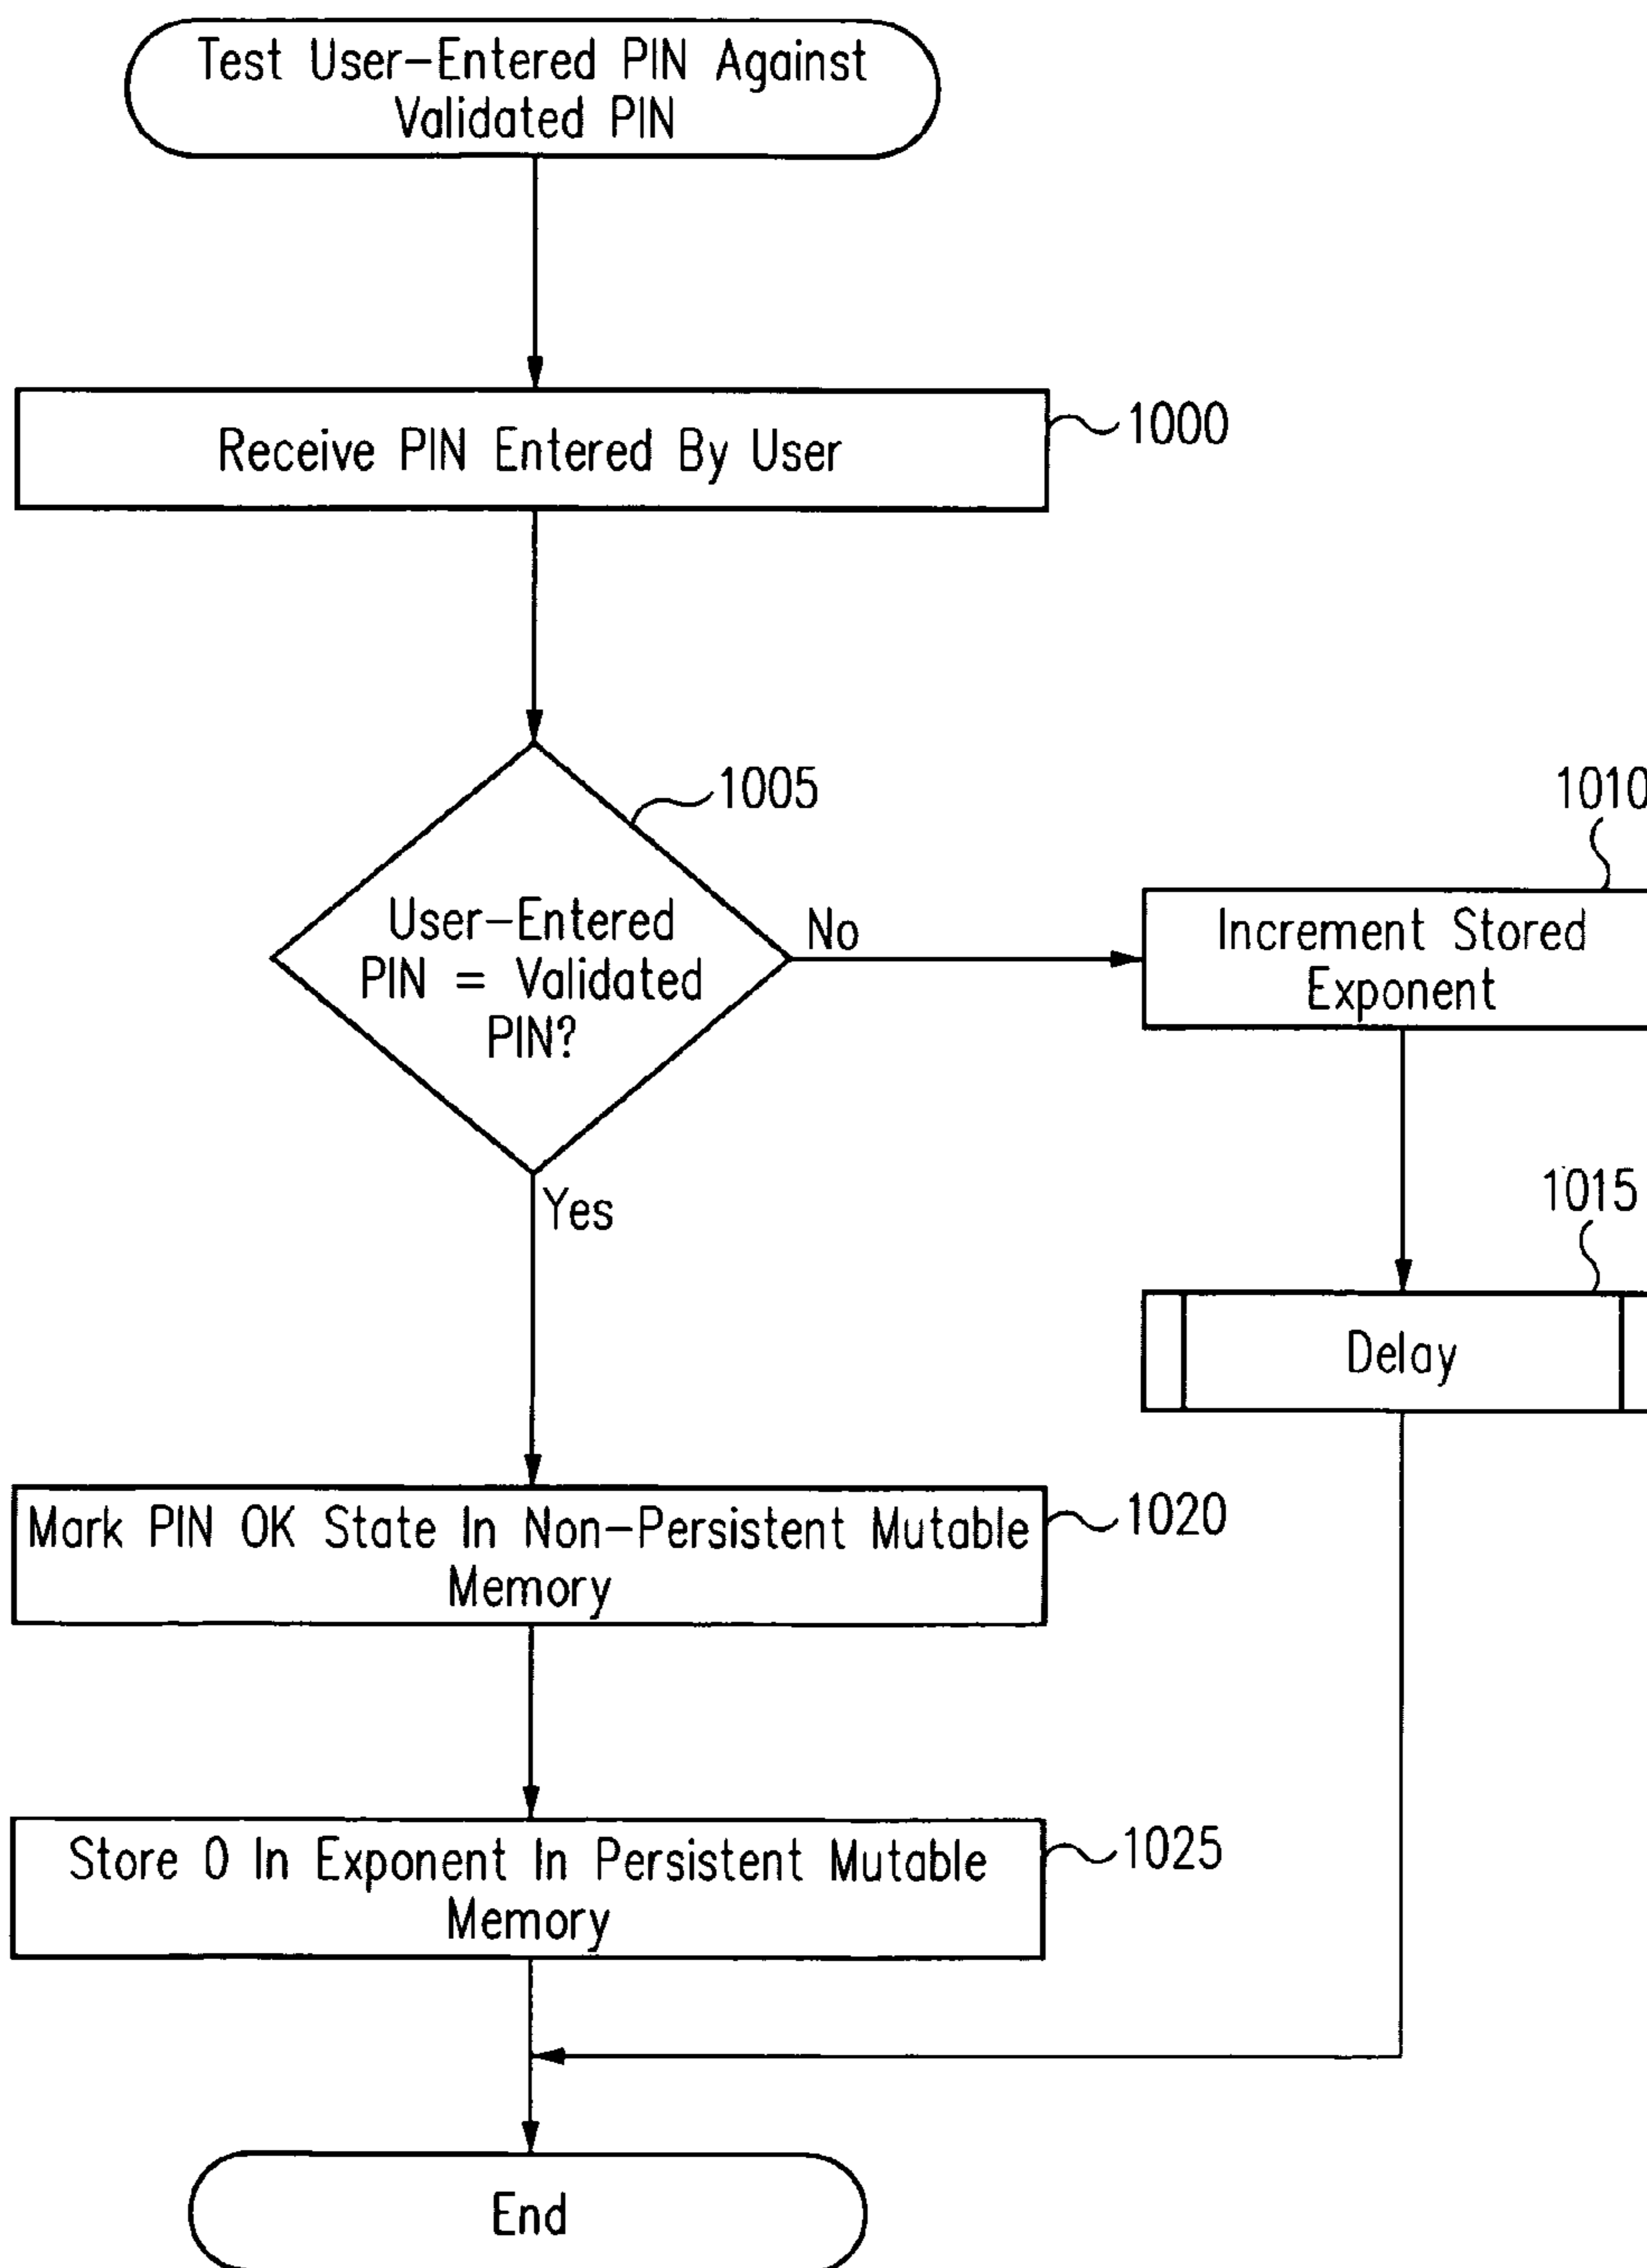 Test User-Entered PIN Against
Validated PIN
Receive PIN Entered By User
1000
1005
User-Entered
PIN = Validated
PIN?
No
Yes
1010
Increment Stored
Exponent
1015
Delay
Mark PIN OK State In Non-Persistent Mutable
Memory
1020
Store 0 In Exponent In Persistent Mutable
Memory
1025
End